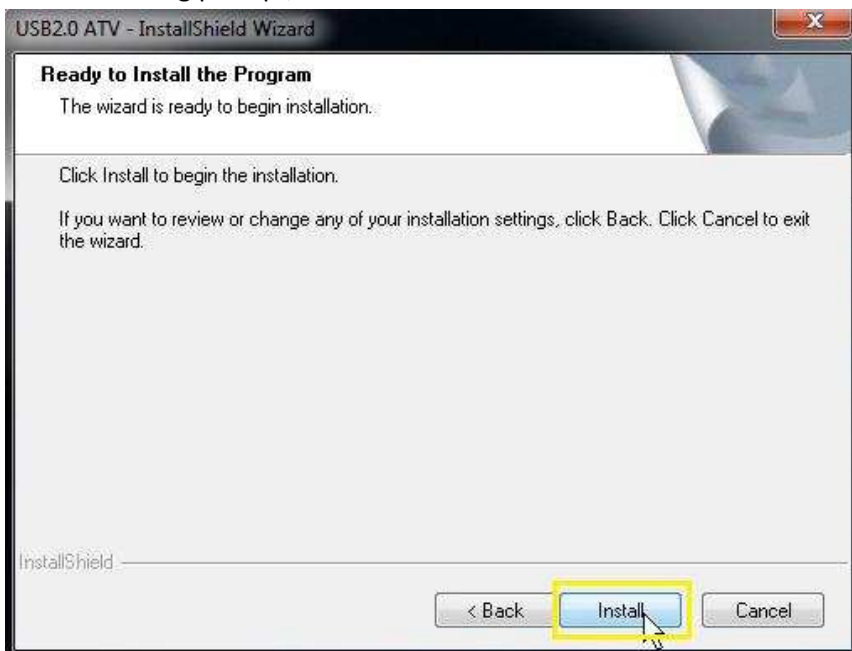 USB2.0 ATV - InstallShield Wizard
Ready to Install the Program
The wizard is ready to begin installation.
Click Install to begin the installation.
If you want to review or change any of your installation settings, click Back. Click Cancel to exit
the wizard.
InstallShield
< Back Install Cancel